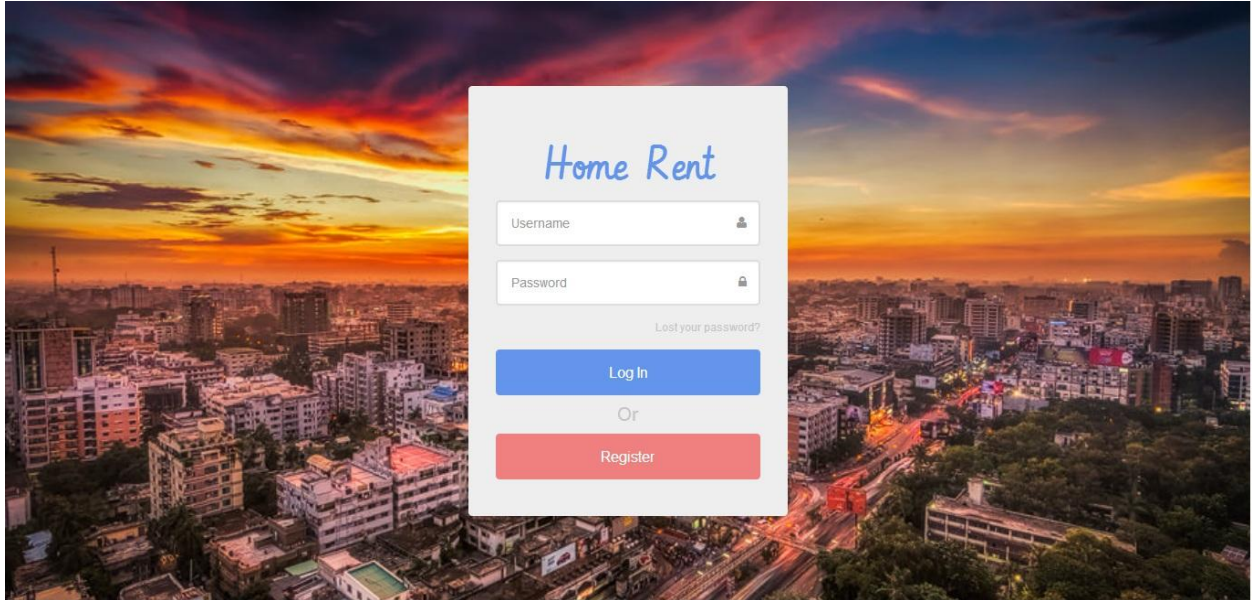 Home Rent
Username
Password
Lost your password?
Log In
Or
Register